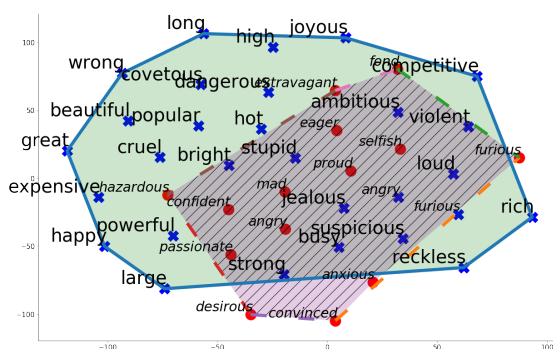 long
joyous
high
100
wrong
fond
competitive
covetous
dangerous
extravagant
50
beautiful
popular
hot
ambitious
violent
eager
great
cruel
bright
stupid
selfish
furious
proud
loud
0
expensive
hazardous
mad
angry
confident
jealous
furious
rich
happy
powerful
angry
suspicious
−50
passionate
busy
large
strong
anxious
reckless
desirous
convinced
−100
−100
−50
0
50
100